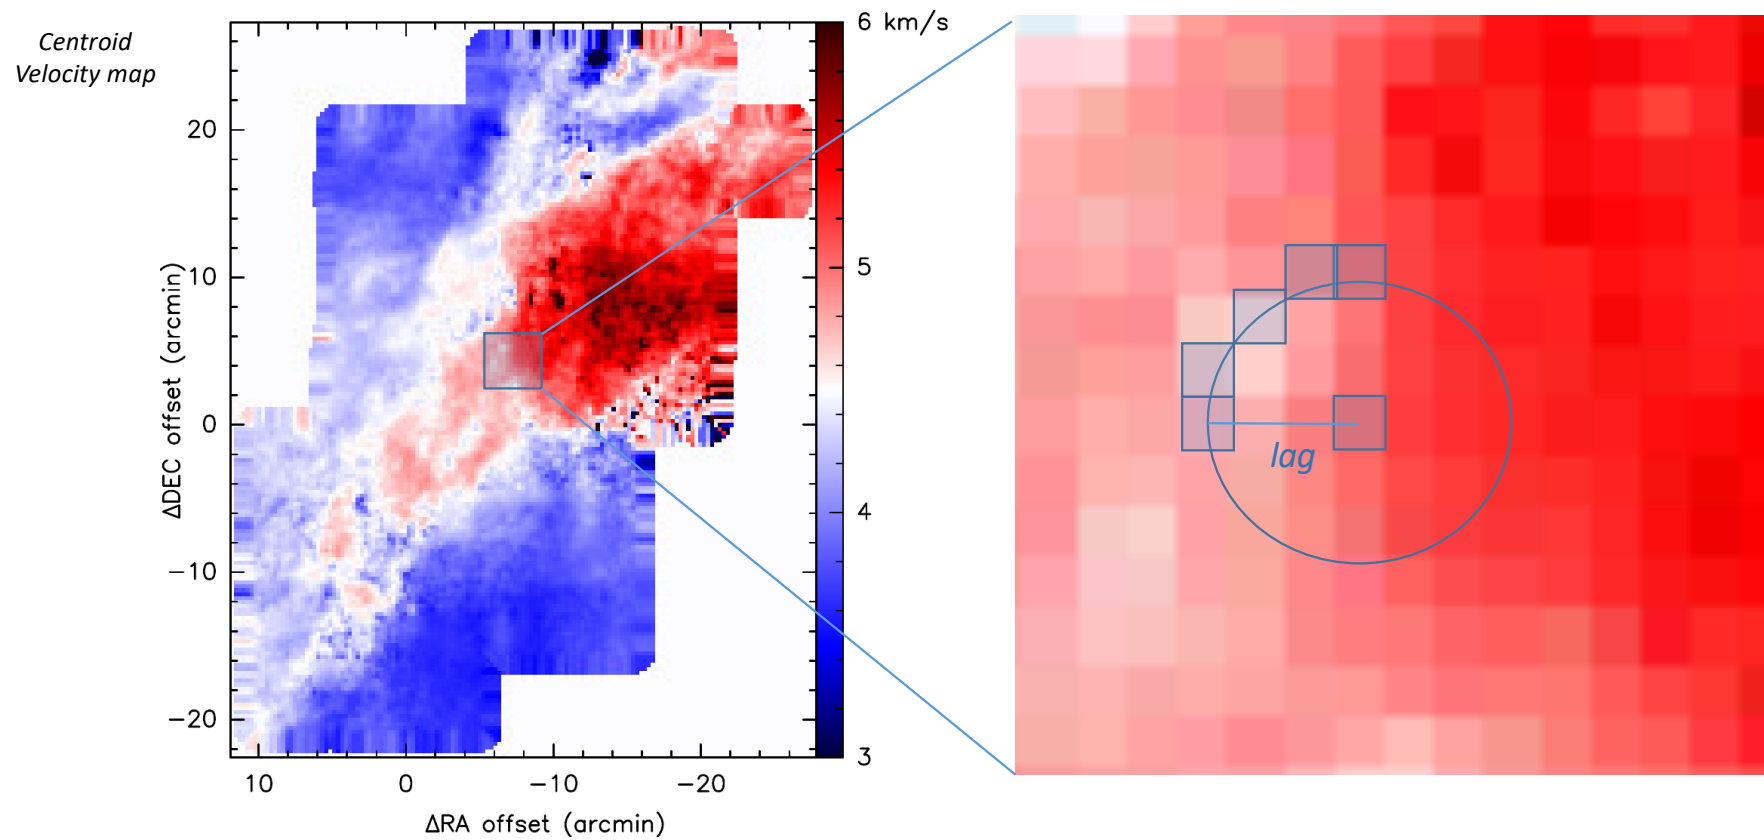 Centroid
Velocity map
6 km/s
5
4
3
20
10
0
−10
−20
ΔDEC offset (arcmin)
10
0
−10
−20
ΔRA offset (arcmin)
lag